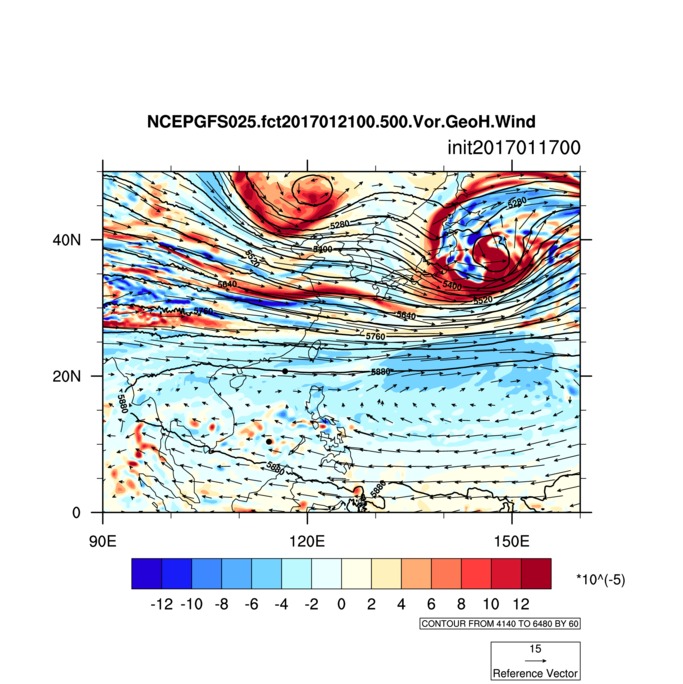 NCEPGFS025.fct2017012100.500.Vor.GeoH.Wind
init2017011700
5280
5280
5400
5520
5640
5400
5520
5640
5760
5760
5880
5880
5880
5880
40N
20N
0
90E 120E 150E
-12 -10 -8 -6 -4 -2 0 2 4 6 8 10 12
*10^(-5)
CONTOUR FROM 4140 TO 6480 BY 60
15
Reference Vector